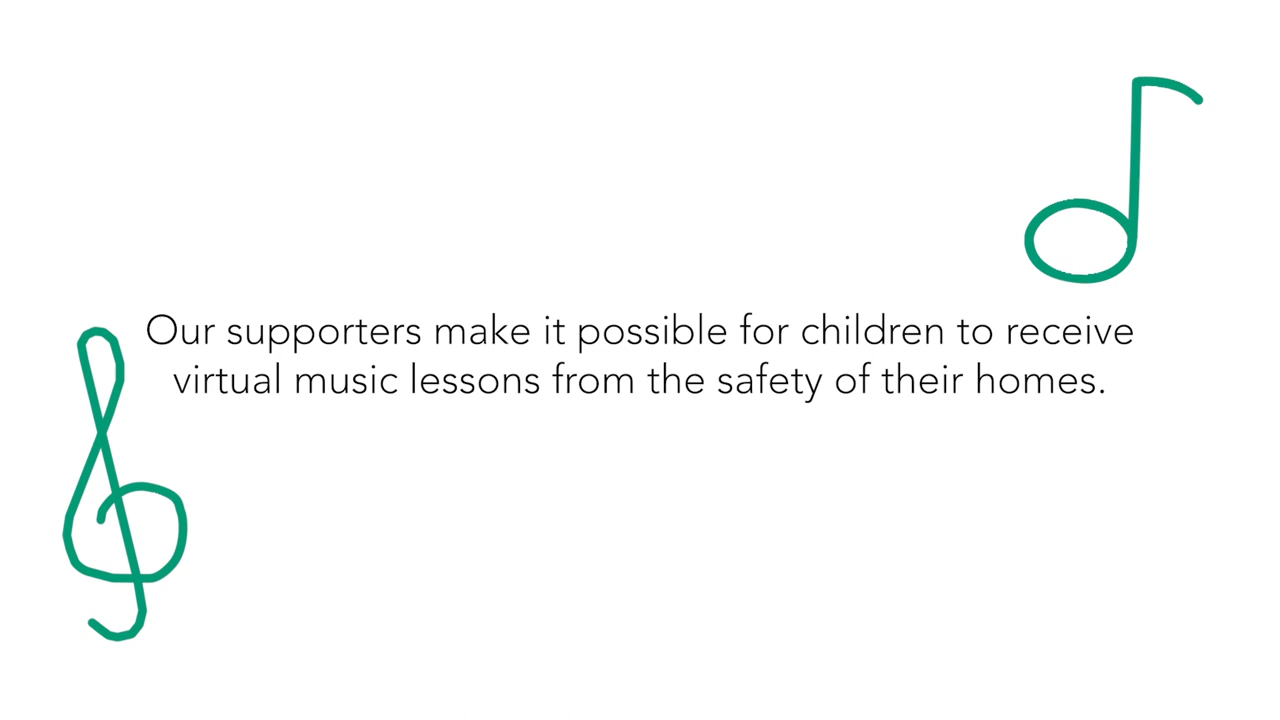 Our supporters make it possible for children to receive
virtual music lessons from the safety of their homes.